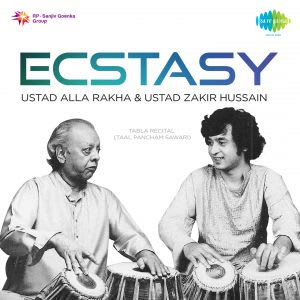 RP-Sanjiv Goenka
Group
SAREGAMA
ECSTASY
USTAD ALLA RAKHA & USTAD ZAKIR HUSSAIN
TABLA RECITAL
(TAAL PANCHAM SAWARI)